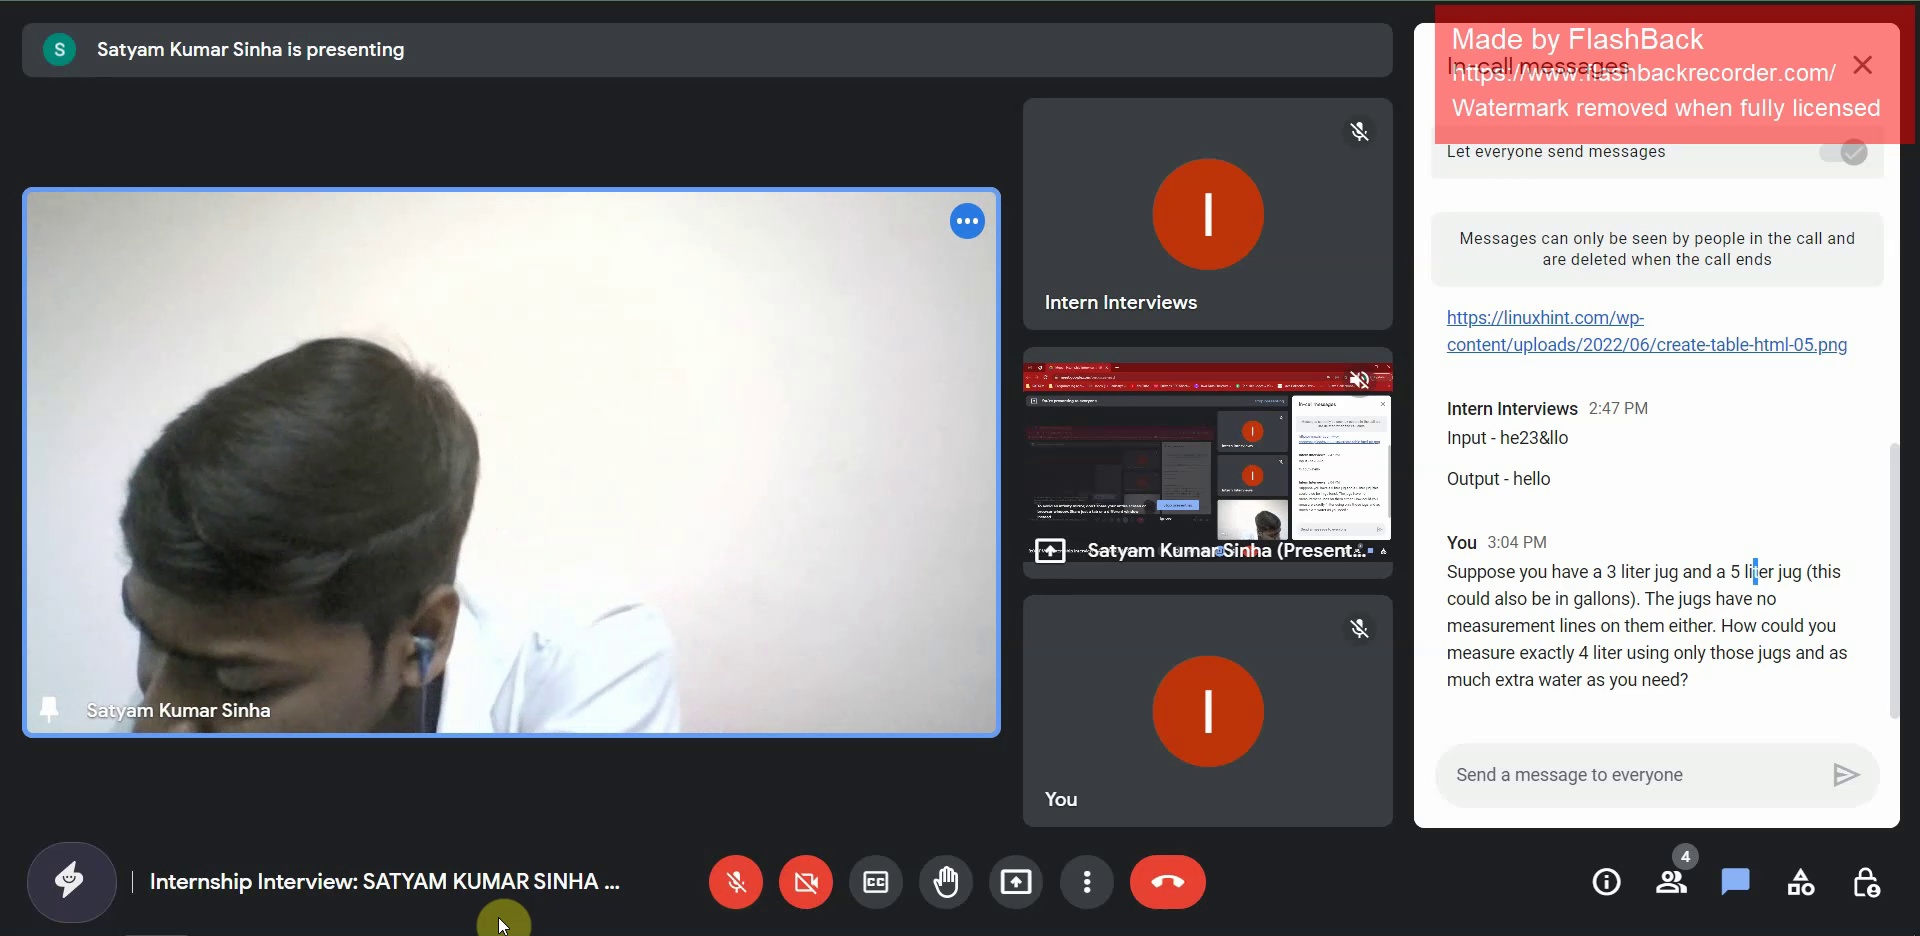 S
Satyam Kumar Sinha is presenting
Made by FlashBack
In-call messages
https://www.flashbackrecorder.com/
Watermark removed when fully licensed
Let everyone send messages
Messages can only be seen by people in the call and
are deleted when the call ends
https://linuxhint.com/wp-
content/uploads/2022/06/create-table-html-05.png
Intern Interviews 2:47 PM
Input - he23&llo
Output - hello
You 3:04 PM
Suppose you have a 3 liter jug and a 5 liter jug (this
could also be in gallons). The jugs have no
measurement lines on them either. How could you
measure exactly 4 liter using only those jugs and as
much extra water as you need?
Send a message to everyone
I
Intern Interviews
Satyam Kumar Sinha (Present...
I
You
Satyam Kumar Sinha
Internship Interview: SATYAM KUMAR SINHA ...
CC
4